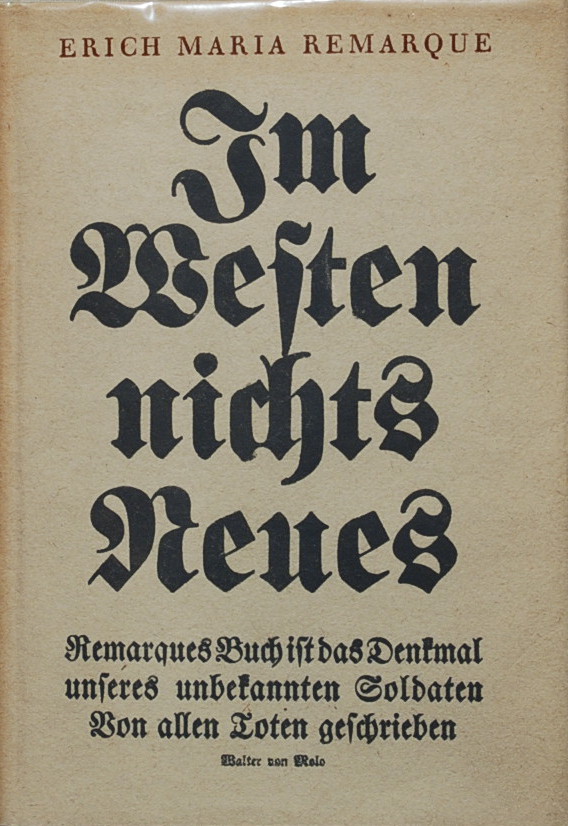 ERICH MARIA REMARQUE
Im
Weſten
nichts
Neues
Remarques Buch iſt das Denkmal
unſeres unbekannten Soldaten
Von allen Toten geſchrieben
Walter von Molo